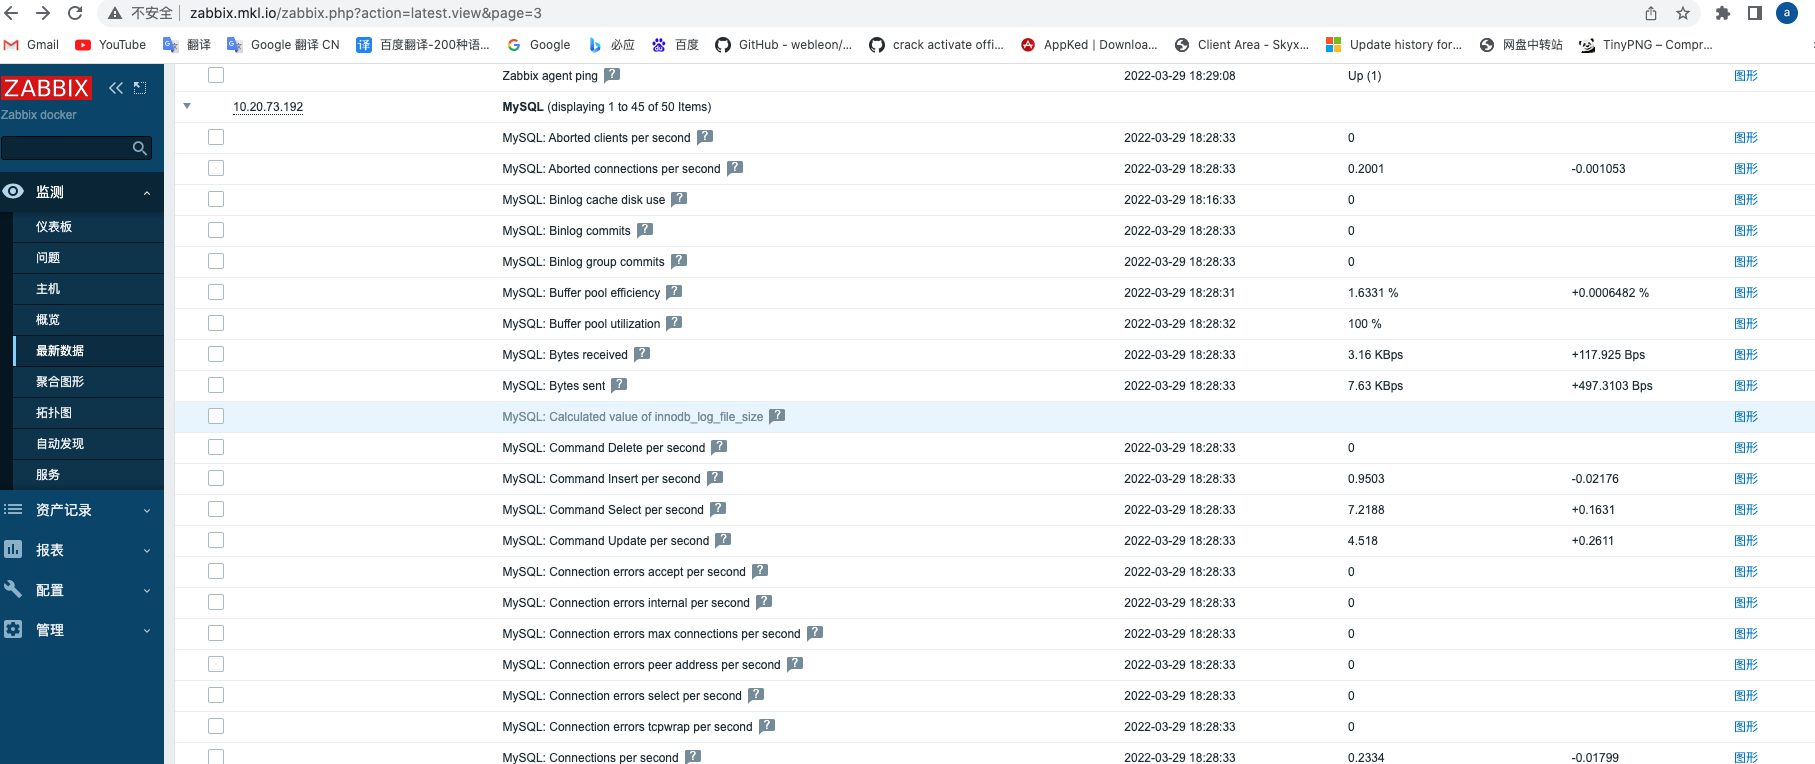 不安全 zabbix.mkl.io/zabbix.php?action=latest.view&page=3 a
Gmail YouTube 翻译 Google 翻译 CN 译 百度翻译-200种语... Google 必应 百度 GitHub - webleon/... crack activate offi... AppKed | Downloa... Client Area - Skyx... Update history for... 网盘中转站 TinyPNG – Compr...
ZABBIX
Zabbix docker
监测
仪表板
问题
主机
概览
最新数据
聚合图形
拓扑图
自动发现
服务
资产记录
报表
配置
管理
Zabbix agent ping ? 2022-03-29 18:29:08 Up (1) 图形
10.20.73.192 MySQL (displaying 1 to 45 of 50 Items)
MySQL: Aborted clients per second ? 2022-03-29 18:28:33 0 图形
MySQL: Aborted connections per second ? 2022-03-29 18:28:33 0.2001 -0.001053 图形
MySQL: Binlog cache disk use ? 2022-03-29 18:16:33 0 图形
MySQL: Binlog commits ? 2022-03-29 18:28:33 0 图形
MySQL: Binlog group commits ? 2022-03-29 18:28:33 0 图形
MySQL: Buffer pool efficiency ? 2022-03-29 18:28:31 1.6331 % +0.0006482 % 图形
MySQL: Buffer pool utilization ? 2022-03-29 18:28:32 100 % 图形
MySQL: Bytes received ? 2022-03-29 18:28:33 3.16 KBps +117.925 Bps 图形
MySQL: Bytes sent ? 2022-03-29 18:28:33 7.63 KBps +497.3103 Bps 图形
MySQL: Calculated value of innodb_log_file_size ? 图形
MySQL: Command Delete per second ? 2022-03-29 18:28:33 0 图形
MySQL: Command Insert per second ? 2022-03-29 18:28:33 0.9503 -0.02176 图形
MySQL: Command Select per second ? 2022-03-29 18:28:33 7.2188 +0.1631 图形
MySQL: Command Update per second ? 2022-03-29 18:28:33 4.518 +0.2611 图形
MySQL: Connection errors accept per second ? 2022-03-29 18:28:33 0 图形
MySQL: Connection errors internal per second ? 2022-03-29 18:28:33 0 图形
MySQL: Connection errors max connections per second ? 2022-03-29 18:28:33 0 图形
MySQL: Connection errors peer address per second ? 2022-03-29 18:28:33 0 图形
MySQL: Connection errors select per second ? 2022-03-29 18:28:33 0 图形
MySQL: Connection errors tcpwrap per second ? 2022-03-29 18:28:33 0 图形
MySQL: Connections per second ? 2022-03-29 18:28:33 0.2334 -0.01799 图形